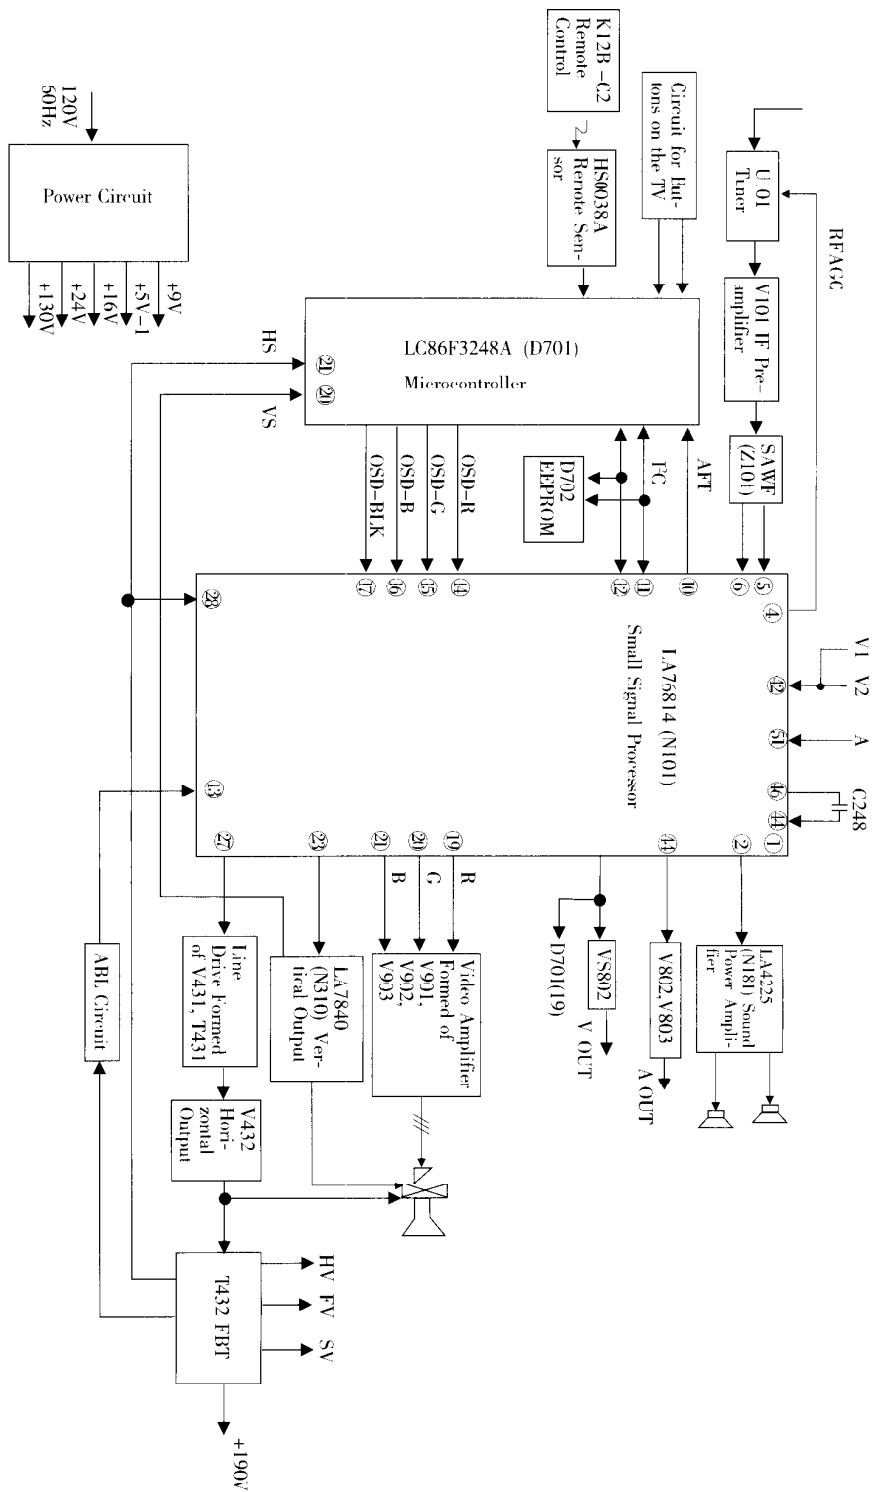 K12B-C2
Remote
Control
Circuit for But-
tons on the TV
HS0038A
Remote Sen-
sor
U 01
Tuner
RFAGC
V101 IF Pre-
amplifier
SAWF
(Z101)
120V
50Hz
Power Circuit
+9V
+5V-1
+16V
+24V
+130V
LC86F3248A (D701)
Microcontroller
HS
21
VS
20
OSD-R
OSD-G
OSD-B
OSD-BLK
AFT
I²C
D702
EEPROM
5
6
4
10
11
12
14
15
16
17
28
V1
V2
42
A
51
C248
46
44
1
LA76814 (N101)
Small Signal Processor
13
27
23
21
20
19
44
2
R
G
B
LA4225
(N181) Sound
Power Ampli-
fier
V802,V803
A OUT
VS802
V OUT
D701(19)
Video Amplifier
Formed of
V901,
V902,
V903
LA7840
(N310) Ver-
tical Output
Line
Drive Formed
of V431, T431
V432
Hori-
zontal
Output
ABL Circuit
T432 FBT
HV
FV
SV
+190V